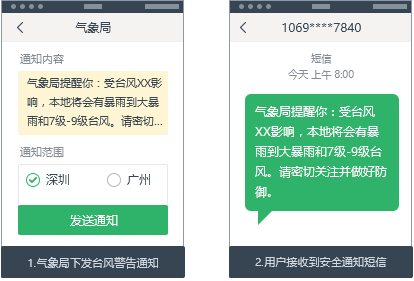 气象局
通知内容
气象局提醒你：受台风XX影
响，本地将会有暴雨到大暴
雨和7级-9级台风。请密切...
通知范围
深圳
广州
发送通知
1.气象局下发台风警告通知
1069****7840
短信
今天 上午 8:00
气象局提醒你：受台风
XX影响，本地将会有暴
雨到大暴雨和7级-9级台
风。请密切关注并做好防
御。
2.用户接收到安全通知短信